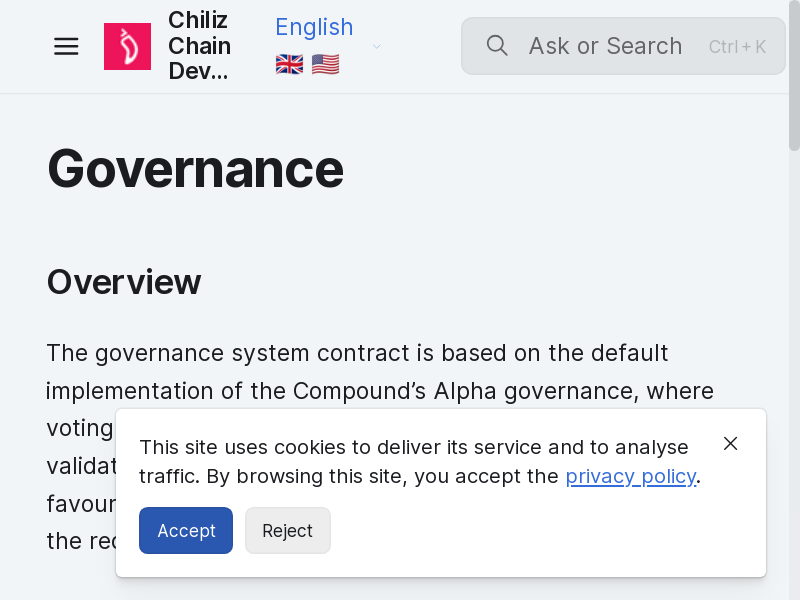 Chiliz
Chain
Dev...
English
🇬🇧 🇺🇸
Ask or Search
Ctrl + K
Governance
Overview
The governance system contract is based on the default
implementation of the Compound’s Alpha governance, where
voting
validat
favour
the rec
This site uses cookies to deliver its service and to analyse
traffic. By browsing this site, you accept the privacy policy.
Accept
Reject